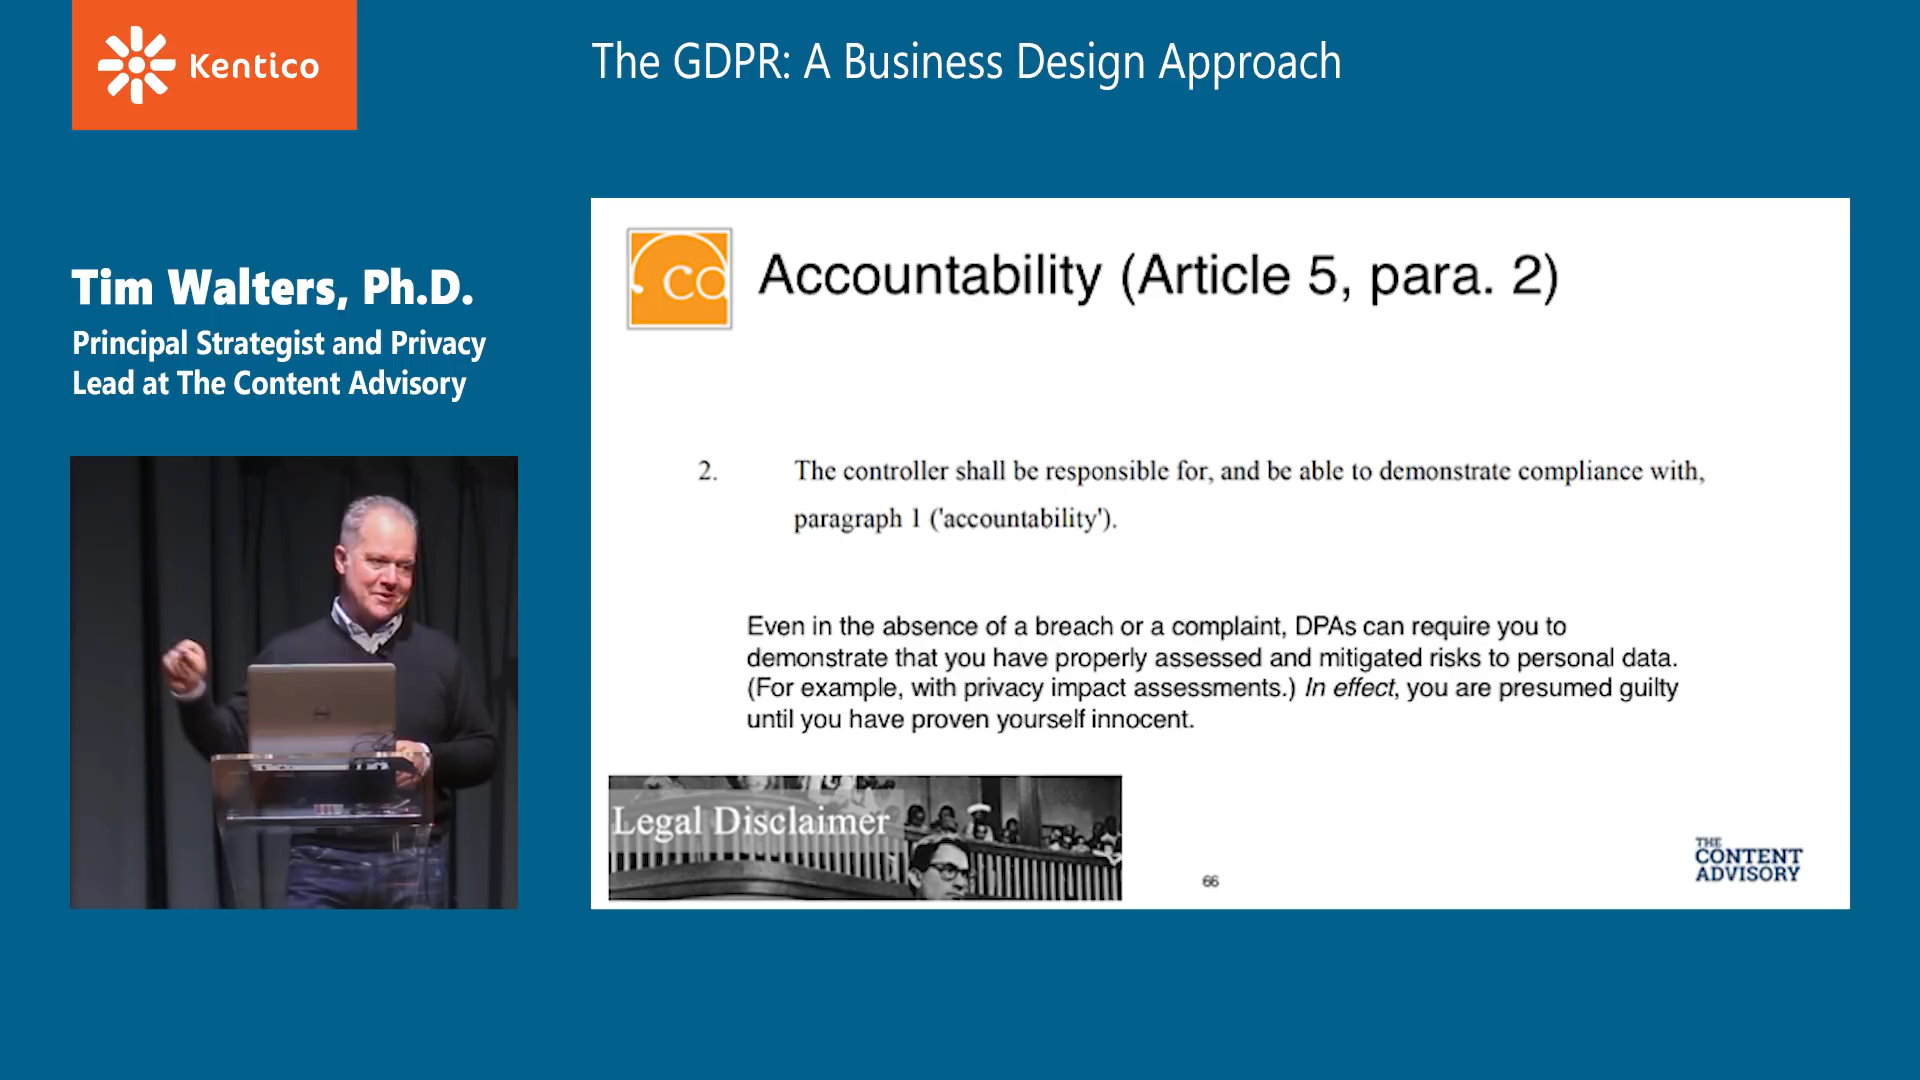 Kentico
The GDPR: A Business Design Approach
Tim Walters, Ph.D.
Principal Strategist and Privacy
Lead at The Content Advisory
ca
Accountability (Article 5, para. 2)
2. The controller shall be responsible for, and be able to demonstrate compliance with,
paragraph 1 ('accountability').
Even in the absence of a breach or a complaint, DPAs can require you to
demonstrate that you have properly assessed and mitigated risks to personal data.
(For example, with privacy impact assessments.) In effect, you are presumed guilty
until you have proven yourself innocent.
Legal Disclaimer
66
THE
CONTENT
ADVISORY